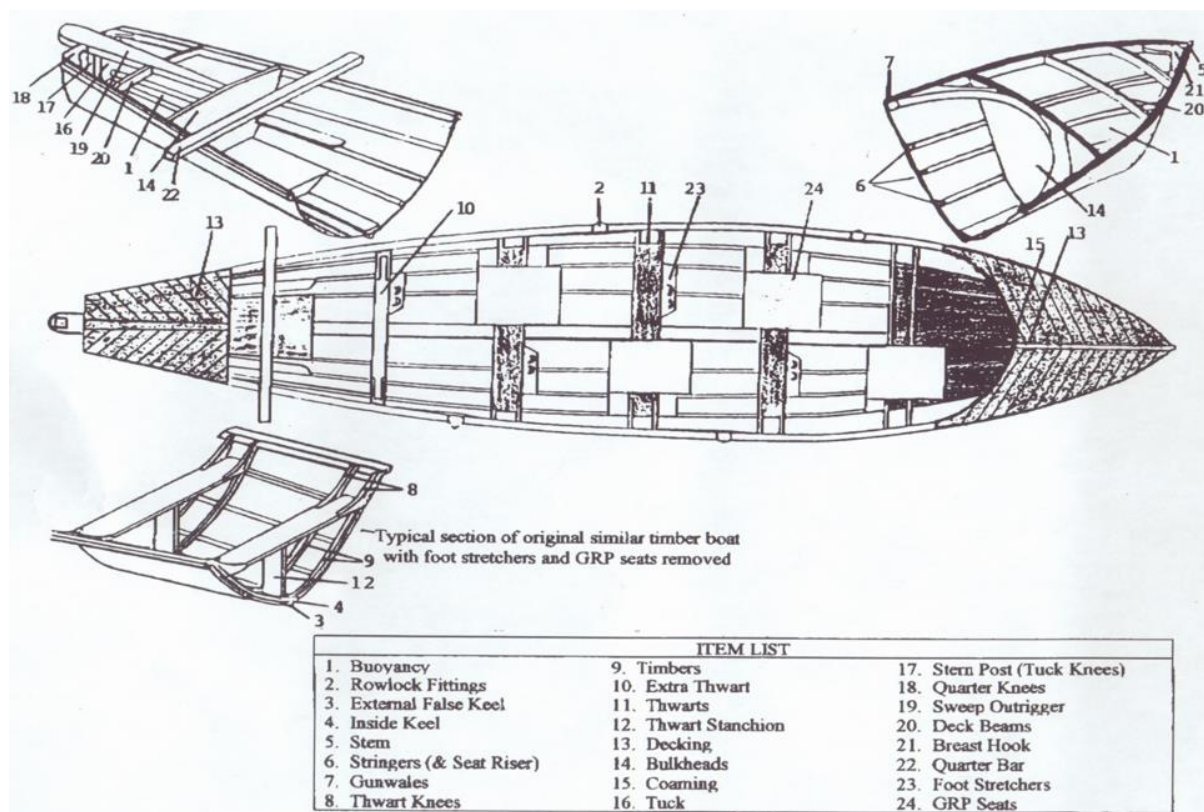 18
17
16
19
20
1
14
22
7
5
21
20
1
6
14
13
10
2
11
23
24
15
13
8
Typical section of original similar timber boat
with foot stretchers and GRP seats removed
9
12
4
3
ITEM LIST
1. Buoyancy
2. Rowlock Fittings
3. External False Keel
4. Inside Keel
5. Stem
6. Stringers (& Seat Riser)
7. Gunwales
8. Thwart Knees
9. Timbers
10. Extra Thwart
11. Thwarts
12. Thwart Stanchion
13. Decking
14. Bulkheads
15. Coaming
16. Tuck
17. Stern Post (Tuck Knees)
18. Quarter Knees
19. Sweep Outrigger
20. Deck Beams
21. Breast Hook
22. Quarter Bar
23. Foot Stretchers
24. GRP Seats